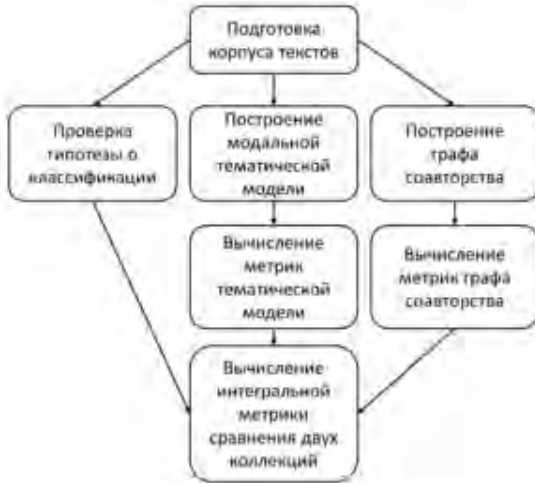 Подготовка
корпуса текстов
Проверка
гипотезы о
классификации
Построение
модальной
тематической
модели
Построение
графа
соавторства
Вычисление
метрик
тематической
модели
Вычисление
метрик графа
соавторства
Вычисление
интегральной
метрики
сравнения двух
коллекций